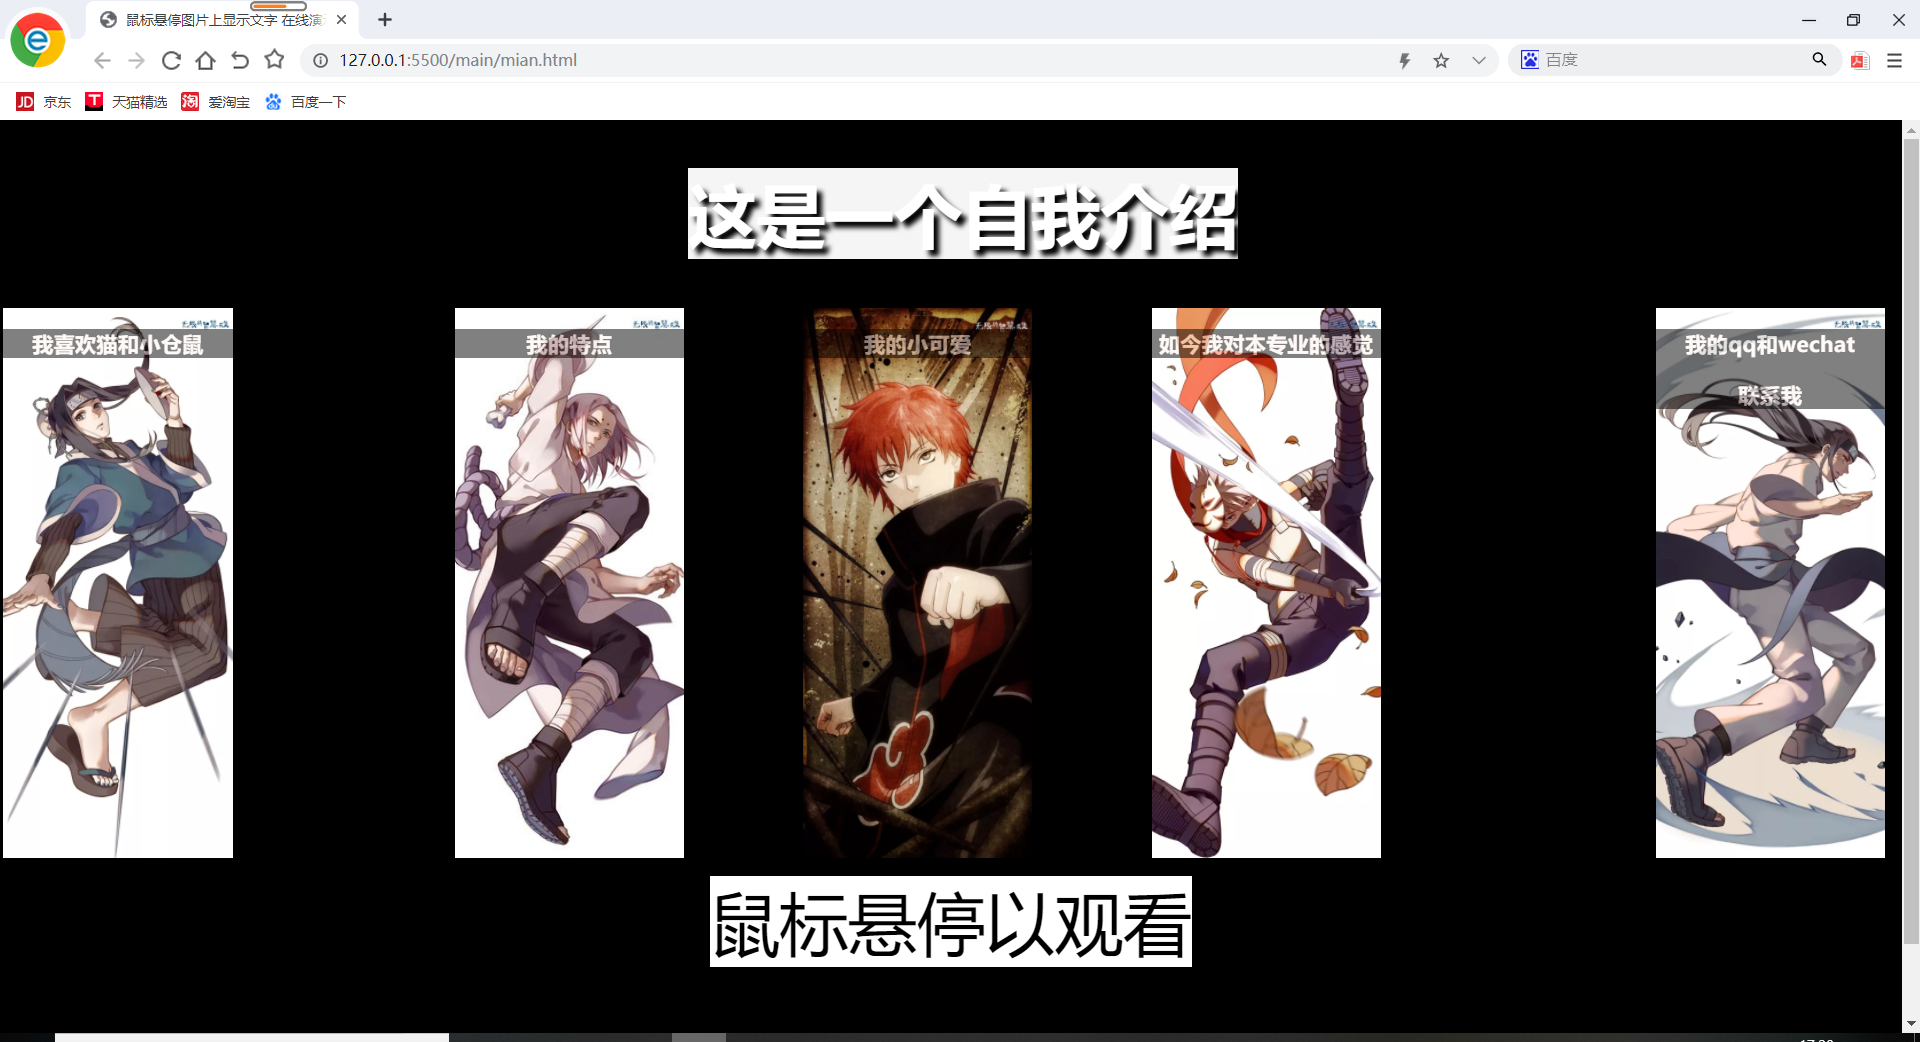 鼠标悬停图片上显示文字 在线演
127.0.0.1:5500/main/mian.html
百度
京东
天猫精选
爱淘宝
百度一下
这是一个自我介绍
我喜欢猫和小仓鼠
我的特点
我的小可爱
如今我对本专业的感觉
我的qq和wechat
联系我
鼠标悬停以观看